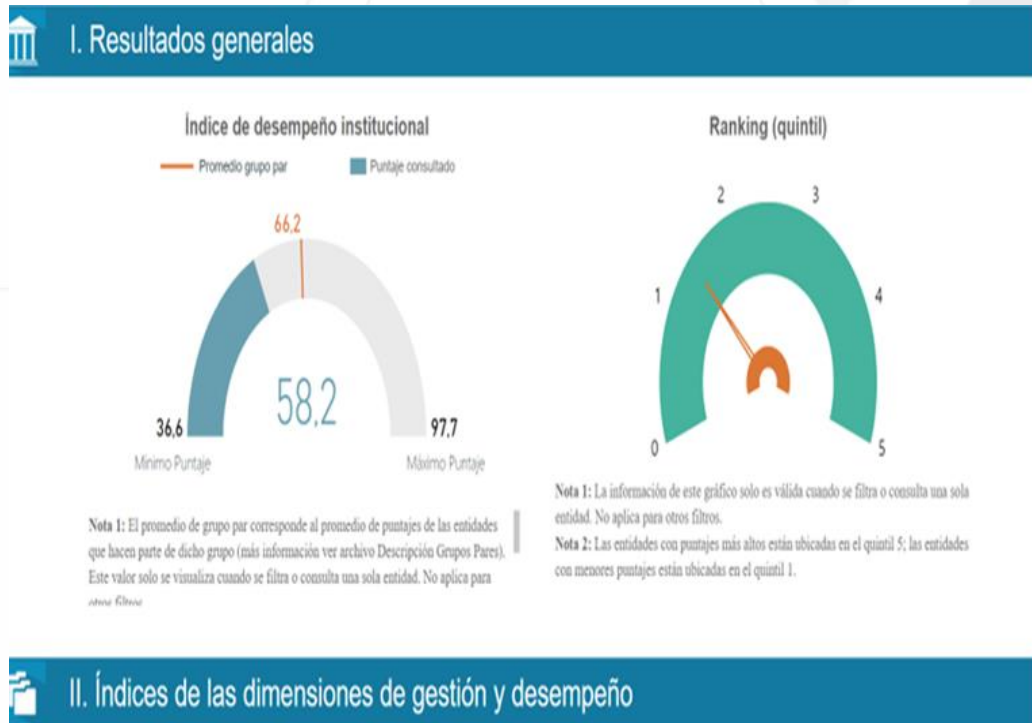 I. Resultados generales
Índice de desempeño institucional
Promedio grupo par
Puntaje consultado
66,2
58,2
36,6
97,7
Mínimo Puntaje
Máximo Puntaje
Nota 1: El promedio de grupo par corresponde al promedio de puntajes de las entidades
que hacen parte de dicho grupo (más información ver archivo Descripción Grupos Pares).
Este valor solo se visualiza cuando se filtra o consulta una sola entidad. No aplica para
otros filtros
Ranking (quintil)
2
3
1
4
0
5
Nota 1: La información de este gráfico solo es válida cuando se filtra o consulta una sola
entidad. No aplica para otros filtros.
Nota 2: Las entidades con puntajes más altos están ubicadas en el quintil 5; las entidades
con menores puntajes están ubicadas en el quintil 1.
II. Índices de las dimensiones de gestión y desempeño